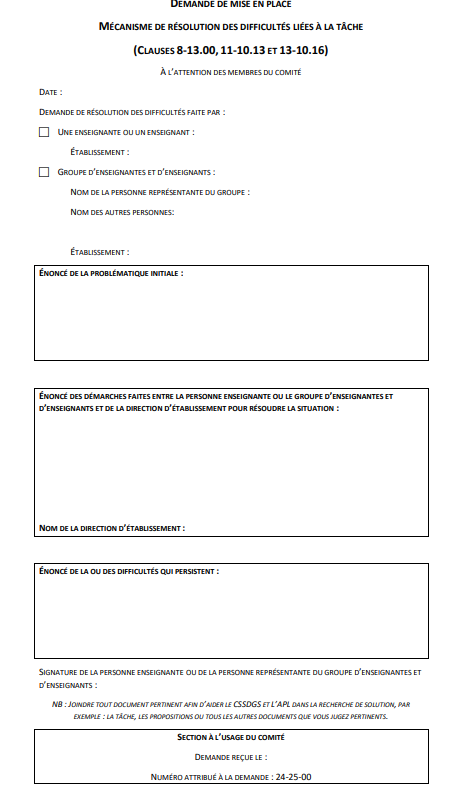 DEMANDE DE MISE EN PLACE
MÉCANISME DE RÉSOLUTION DES DIFFICULTÉS LIÉES À LA TÂCHE
(CLAUSES 8-13.00, 11-10.13 ET 13-10.16)
À L'ATTENTION DES MEMBRES DU COMITÉ
DATE :
DEMANDE DE RÉSOLUTION DES DIFFICULTÉS FAITE PAR :
☐ UNE ENSEIGNANTE OU UN ENSEIGNANT :
ÉTABLISSEMENT :
☐ GROUPE D'ENSEIGNANTES ET D'ENSEIGNANTS :
NOM DE LA PERSONNE REPRÉSENTANTE DU GROUPE :
NOM DES AUTRES PERSONNES:
ÉTABLISSEMENT :
ÉNONCÉ DE LA PROBLÉMATIQUE INITIALE :
ÉNONCÉ DES DÉMARCHES FAITES ENTRE LA PERSONNE ENSEIGNANTE OU LE GROUPE D'ENSEIGNANTES ET
D'ENSEIGNANTS ET DE LA DIRECTION D'ÉTABLISSEMENT POUR RÉSOUDRE LA SITUATION :
NOM DE LA DIRECTION D'ÉTABLISSEMENT :
ÉNONCÉ DE LA OU DES DIFFICULTÉS QUI PERSISTENT :
SIGNATURE DE LA PERSONNE ENSEIGNANTE OU DE LA PERSONNE REPRÉSENTANTE DU GROUPE D'ENSEIGNANTES ET
D'ENSEIGNANTS :
NB : JOINDRE TOUT DOCUMENT PERTINENT AFIN D'AIDER LE CSSDGS ET L'APL DANS LA RECHERCHE DE SOLUTION, PAR
EXEMPLE : LA TÂCHE, LES PROPOSITIONS OU TOUS LES AUTRES DOCUMENTS QUE VOUS JUGEZ PERTINENTS.
SECTION À L'USAGE DU COMITÉ
DEMANDE REÇUE LE :
NUMÉRO ATTRIBUÉ À LA DEMANDE : 24-25-00